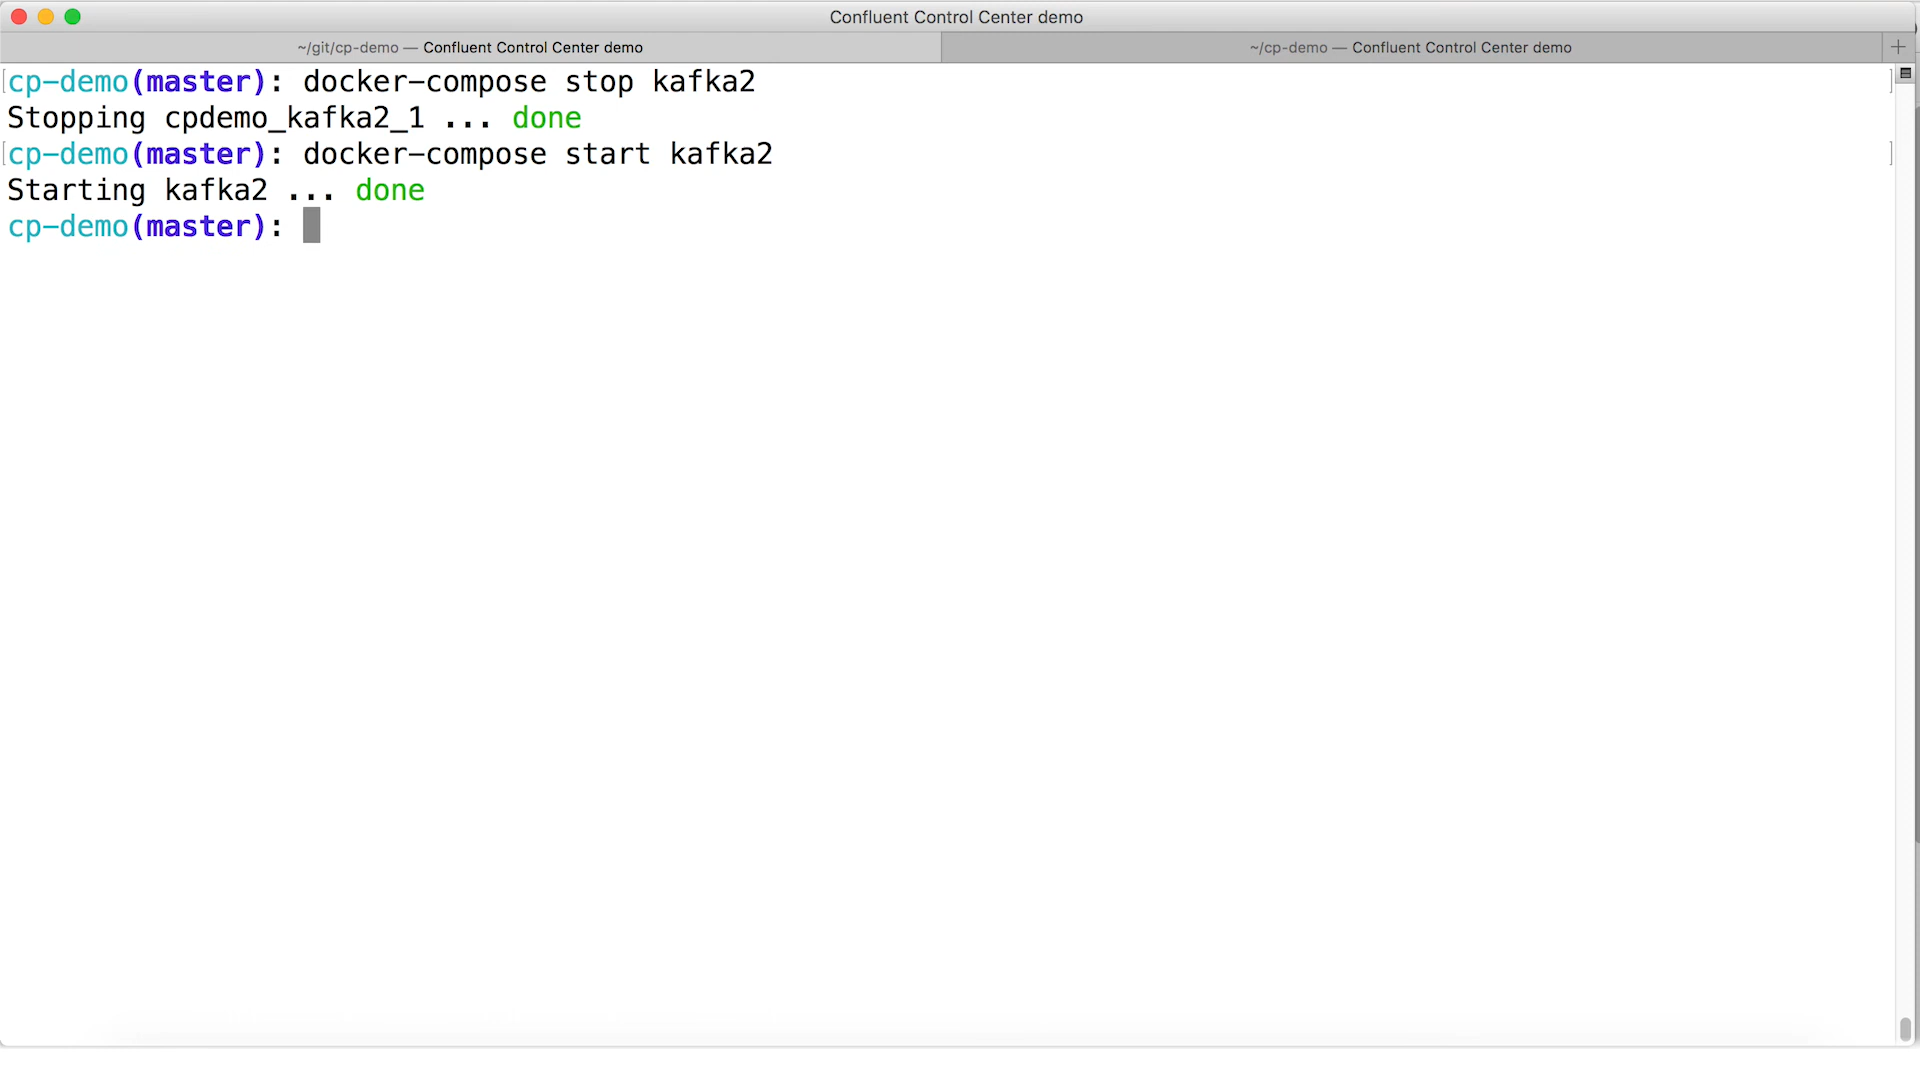 Confluent Control Center demo
~/git/cp-demo — Confluent Control Center demo
~/cp-demo — Confluent Control Center demo
cp-demo(master): docker-compose stop kafka2
Stopping cpdemo_kafka2_1 ... done
cp-demo(master): docker-compose start kafka2
Starting kafka2 ... done
cp-demo(master):